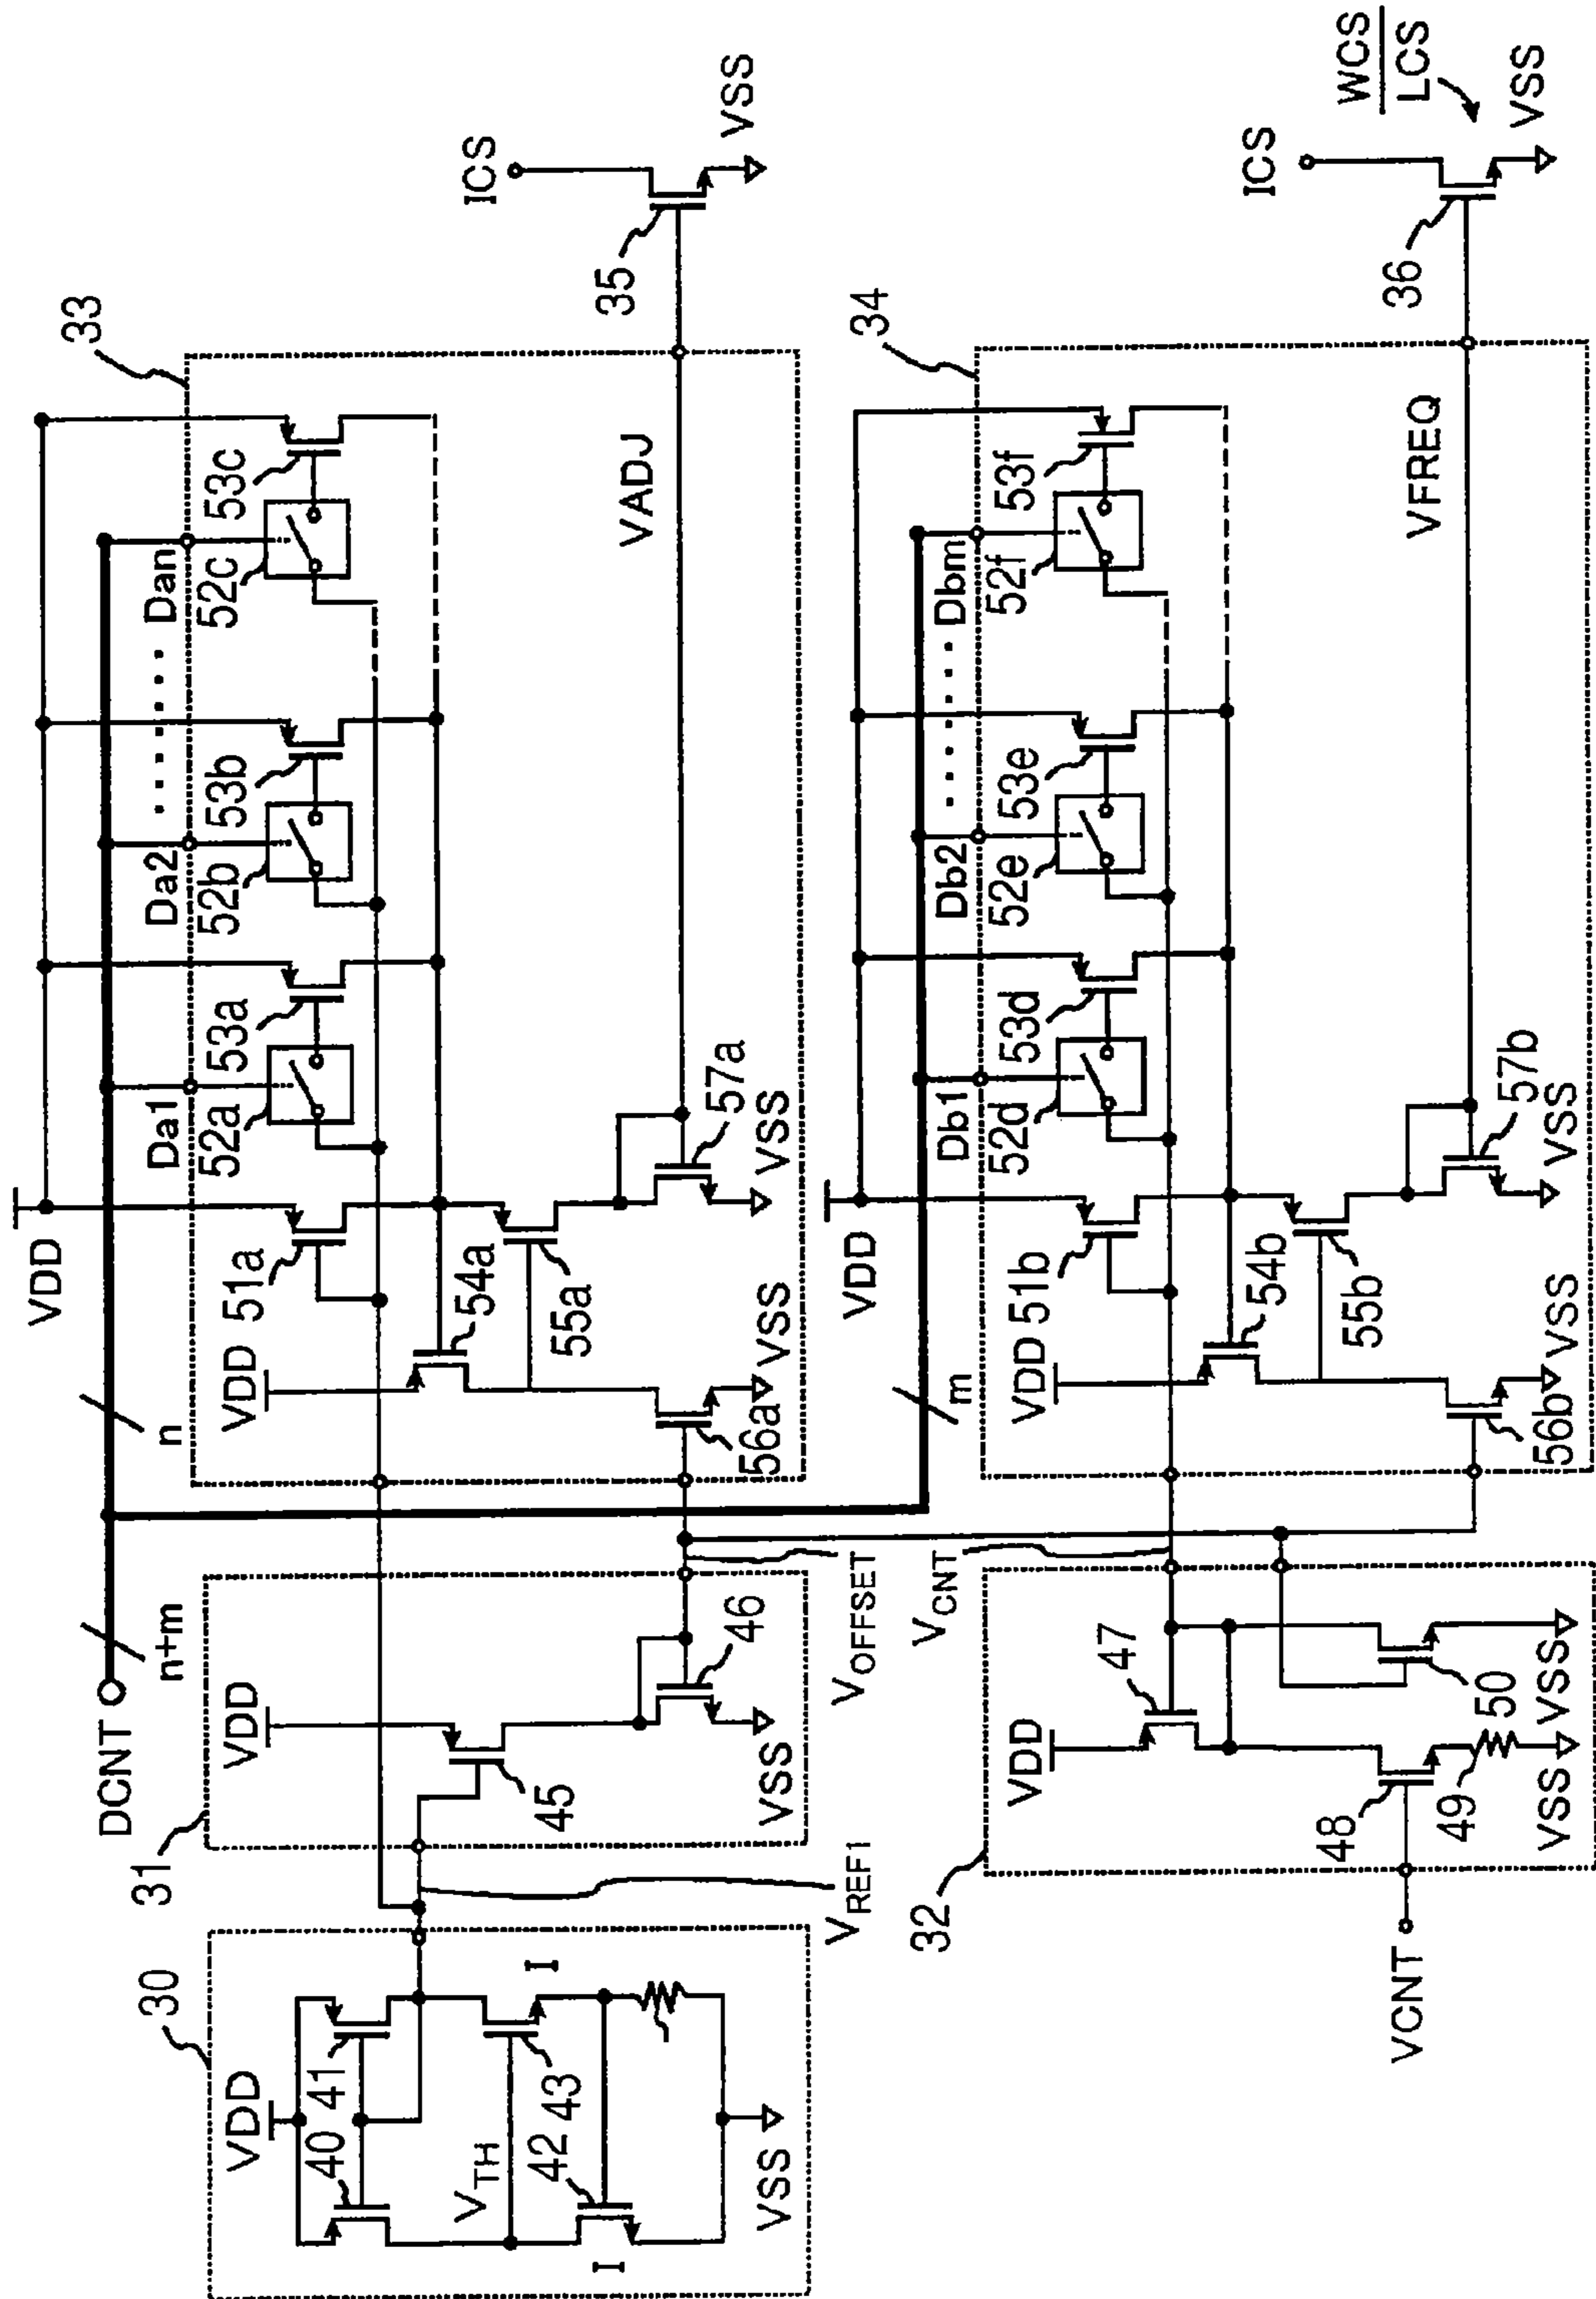 DCNT
n+m
n
m
VDD
51a
Da1
52a
53a
Da2
52b
53b
Dan
52c
53c
33
VDD
54a
55a
56a
VSS
57a
VSS
VADJ
35
ICS
VSS
30
VDD
40
41
VTH
42
43
I
I
VSS
VREF1
31
VDD
45
46
VSS
VOFFSET
VCNT
32
VCNT
VDD
47
48
49
50
VSS
VSS
VDD
51b
Db1
52d
53d
Db2
52e
53e
Dbm
52f
53f
34
VDD
54b
55b
56b
VSS
57b
VSS
VFREQ
36
ICS
WCS
LCS
VSS